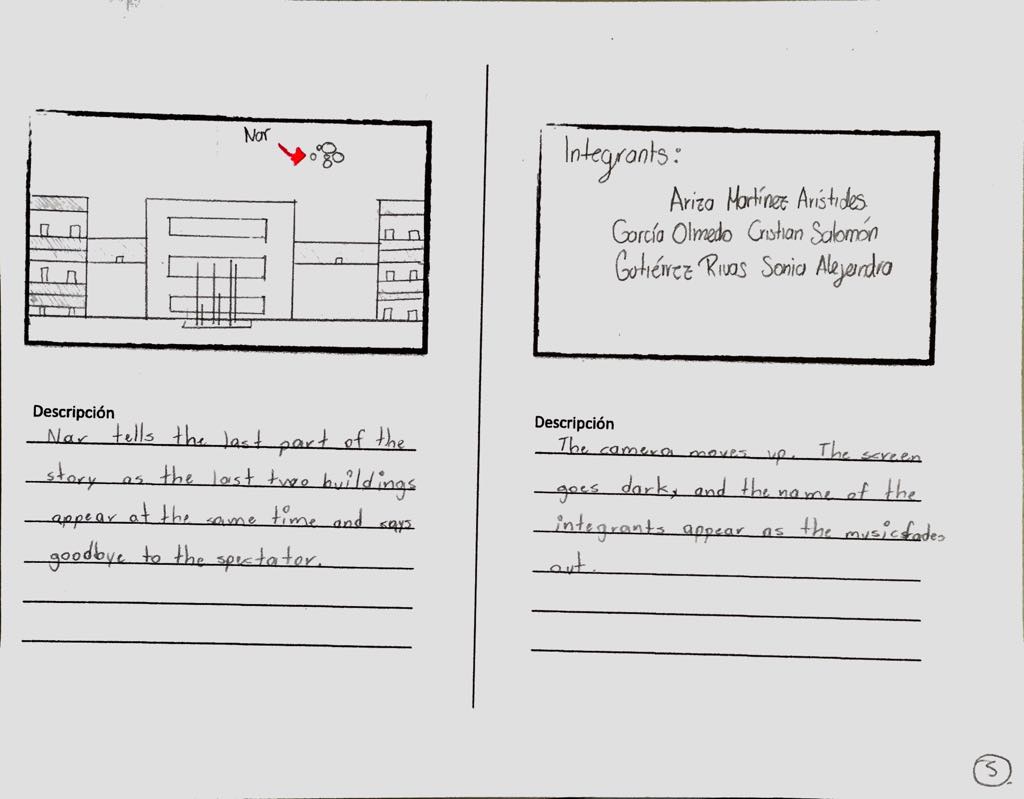 Nar
Descripción
Nar tells the last part of the
story as the last two buildings
appear at the same time and says
goodbye to the spectator.
Integrants:
Ariza Martínez Arístides
García Olmedo Cristian Salomón
Gutiérrez Rivas Sonia Alejandra
Descripción
The camera moves up. The screen
goes dark, and the name of the
integrants appear as the music fades
out.
5